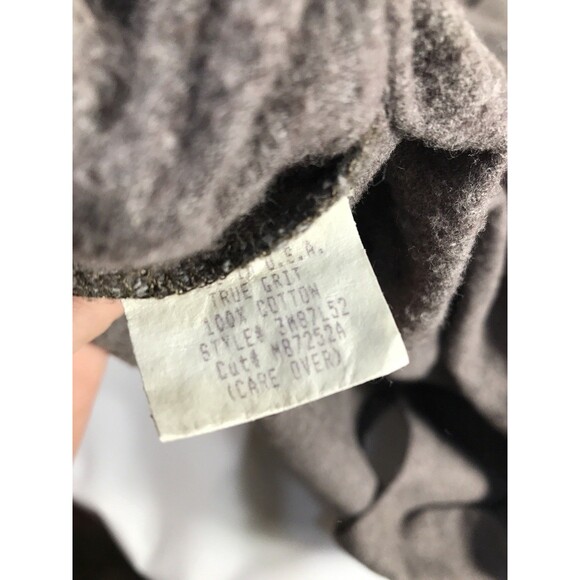 U.S.A.
TRUE GRIT
100% COTTON
STYLE# 3M87L52
Cut# M87252A
(CARE OVER)